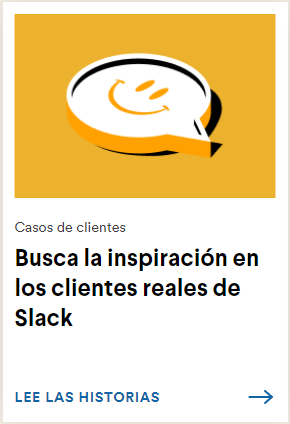 Casos de clientes
Busca la inspiración en
los clientes reales de
Slack
LEE LAS HISTORIAS